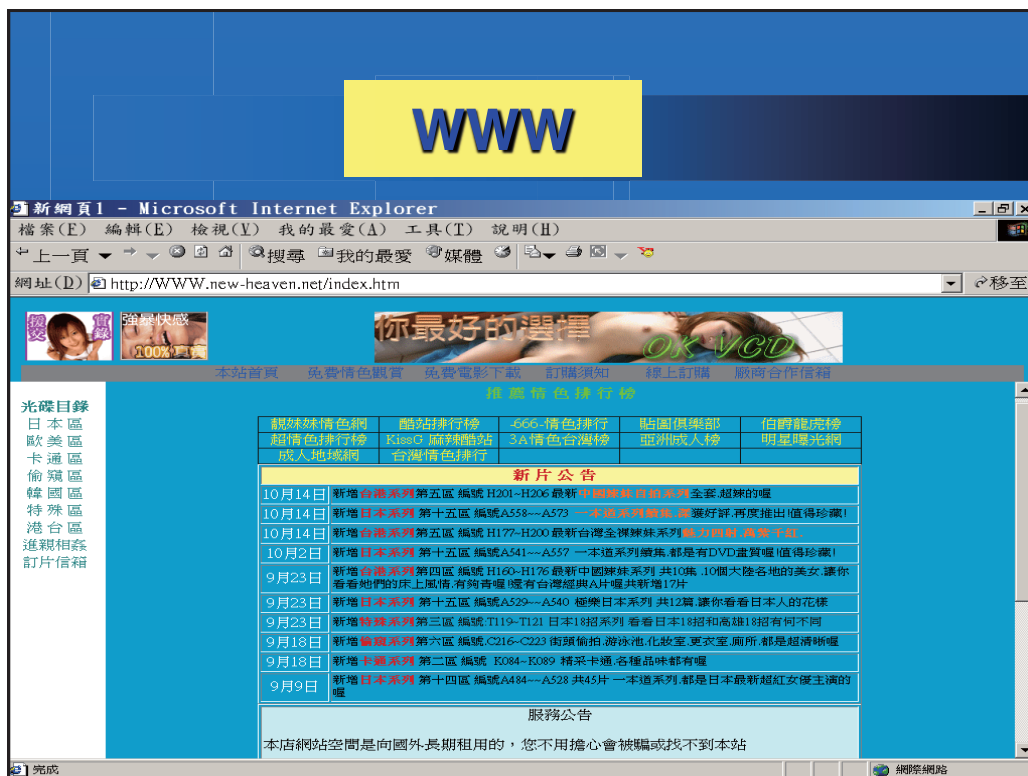 WWW
新網頁1 - Microsoft Internet Explorer
檔案(F) 編輯(E) 檢視(V) 我的最愛(A) 工具(T) 說明(H)
上一頁 搜尋 我的最愛 媒體
網址(D) http://WWW.new-heaven.net/index.htm 移至
援交 實錄 強暴快感 100%真實 你最好的選擇 OK VCD
本站首頁 免費情色觀賞 免費電影下載 訂購須知 線上訂購 廠商合作信箱
推薦情色排行榜
光碟目錄
日本區
歐美區
卡通區
偷窺區
韓國區
特殊區
港台區
進親相姦
訂片信箱
靚妹妹情色網 酷站排行榜 -666-情色排行 貼圖俱樂部 伯爵龍虎榜
超情色排行榜 KissG 麻辣酷站 3A情色台灣榜 亞洲成人榜 明星曝光網
成人地域網 台灣情色排行
新片公告
10月14日 新增台港系列第五區 編號 H201~H206 最新中國辣妹自拍系列全套.超辣的喔
10月14日 新增日本系列 第十五區 編號A558~~A573 一本道系列續集.深獲好評.再度推出!值得珍藏!
10月14日 新增台港系列第五區 編號 H177~H200 最新台灣全裸辣妹系列魅力四射.萬紫千紅.
10月2日 新增日本系列 第十五區 編號A541~~A557 一本道系列續集.都是有DVD畫質喔!值得珍藏!
9月23日 新增台港系列第四區 編號 H160~H176 最新中國辣妹系列 共10集 .10個大陸各地的美女.讓你
看看她們的床上風情.有夠青喔!還有台灣經典A片喔共新增17片
9月23日 新增日本系列 第十五區 編號A529~~A540 極樂日本系列 共12篇.讓你看看日本人的花樣
9月23日 新增特殊系列 第三區 編號:T119~T121 日本18招系列 看看日本18招和高雄18招有何不同
9月18日 新增偷窺系列 第六區 編號.C216~C223 街頭偷拍.游泳池.化妝室.更衣室.廁所.都是超清晰喔
9月18日 新增卡通系列 第二區 編號 K084~K089 精采卡通.各種品味都有喔
9月9日 新增日本系列 第十四區 編號A484~~A528 共45片 一本道系列.都是日本最新超紅女優主演的
喔
服務公告
本店網站空間是向國外長期租用的，您不用擔心會被騙或找不到本站
完成 網際網路